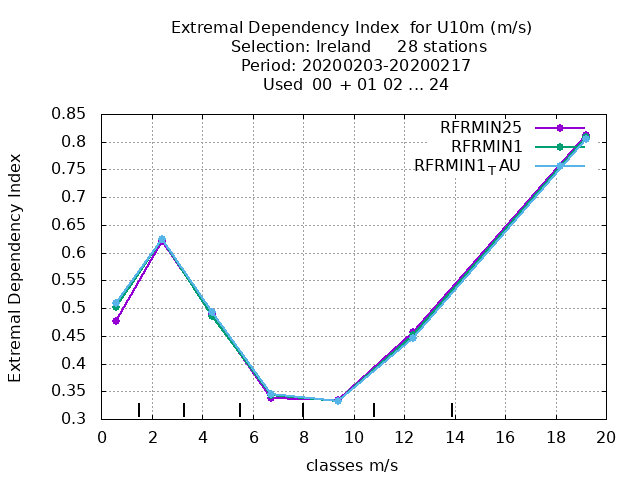 Extremal Dependency Index  for U10m (m/s)
Selection: Ireland     28 stations
Period: 20200203-20200217
Used  00  + 01 02 ... 24
Extremal Dependency Index
0.85
0.8
0.75
0.7
0.65
0.6
0.55
0.5
0.45
0.4
0.35
0.3
RFRMIN25
RFRMIN1
RFRMIN1TAU
0 2 4 6 8 10 12 14 16 18 20
classes m/s